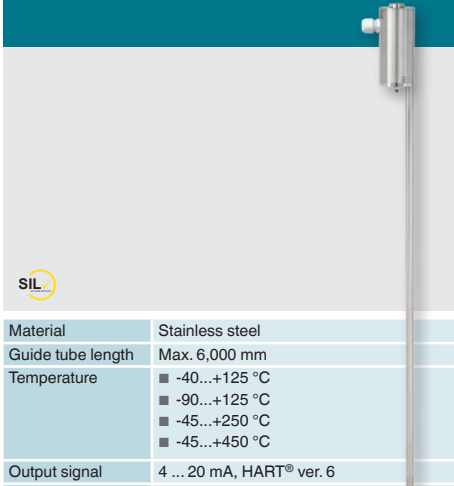 SIL
Material Stainless steel
Guide tube length Max. 6,000 mm
Temperature ■ -40...+125 °C
■ -90...+125 °C
■ -45...+250 °C
■ -45...+450 °C
Output signal 4 ... 20 mA, HART® ver. 6